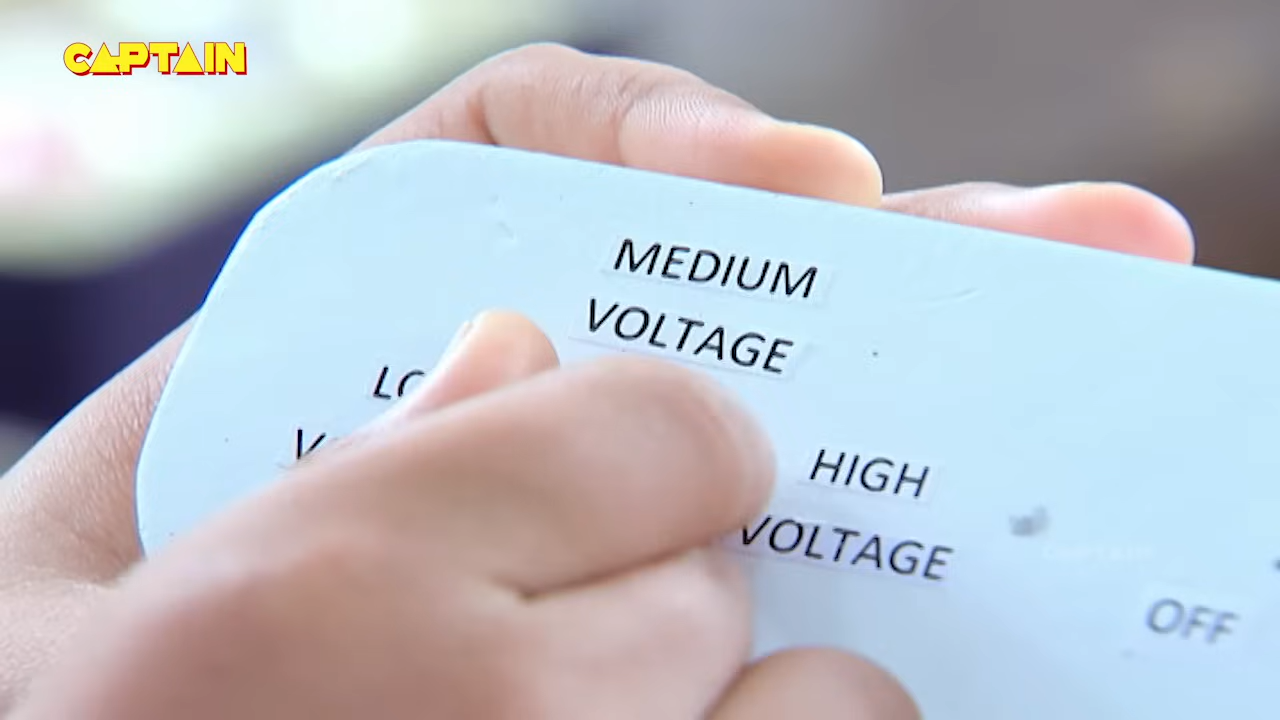 CAPTAIN
MEDIUM
VOLTAGE
HIGH
VOLTAGE
OFF